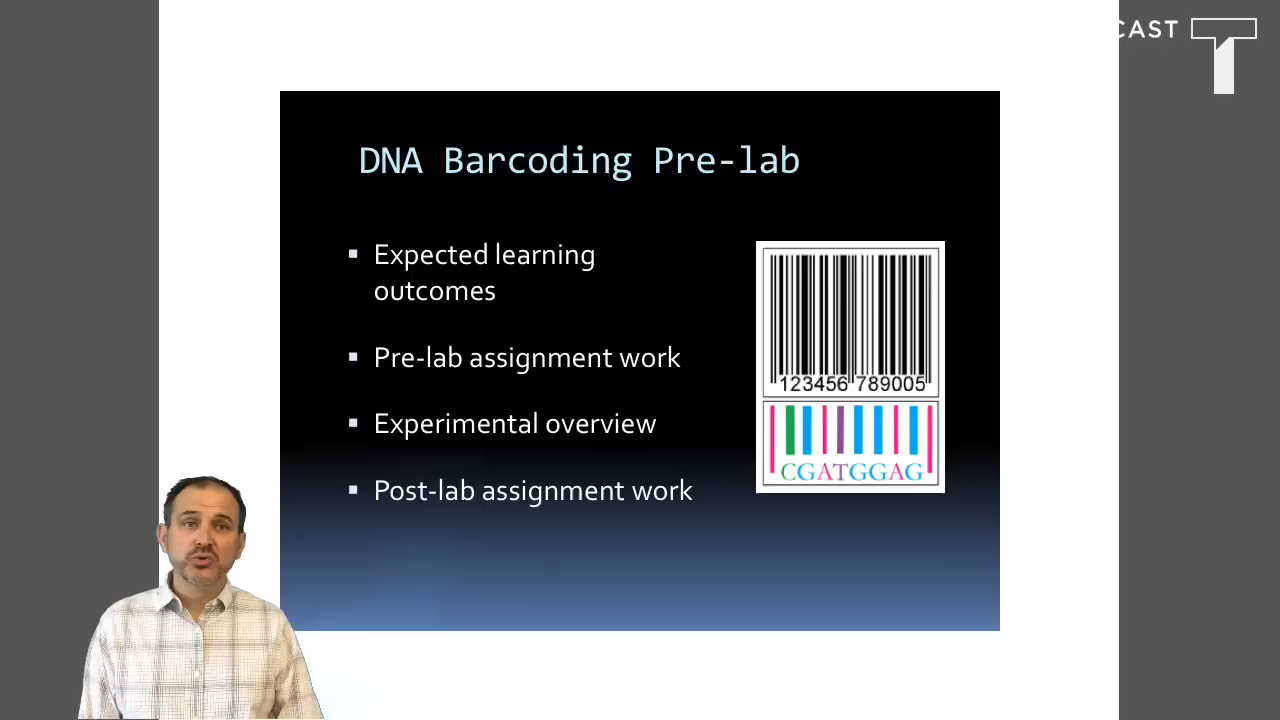 CAST
DNA Barcoding Pre-lab
Expected learning
outcomes
Pre-lab assignment work
Experimental overview
Post-lab assignment work
123456 789005
CGATGGAG